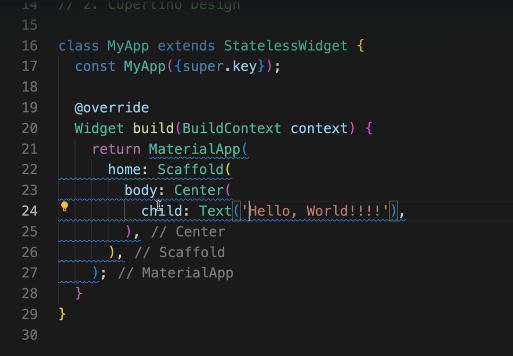 14 // 2. Cupertino Design
15
16 class MyApp extends StatelessWidget {
17 const MyApp({super.key});
18
19 @override
20 Widget build(BuildContext context) {
21 return MaterialApp(
22 home: Scaffold(
23 body: Center(
24 child: Text('Hello, World!!!!'),
25 ), // Center
26 ), // Scaffold
27 ); // MaterialApp
28 }
29 }
30